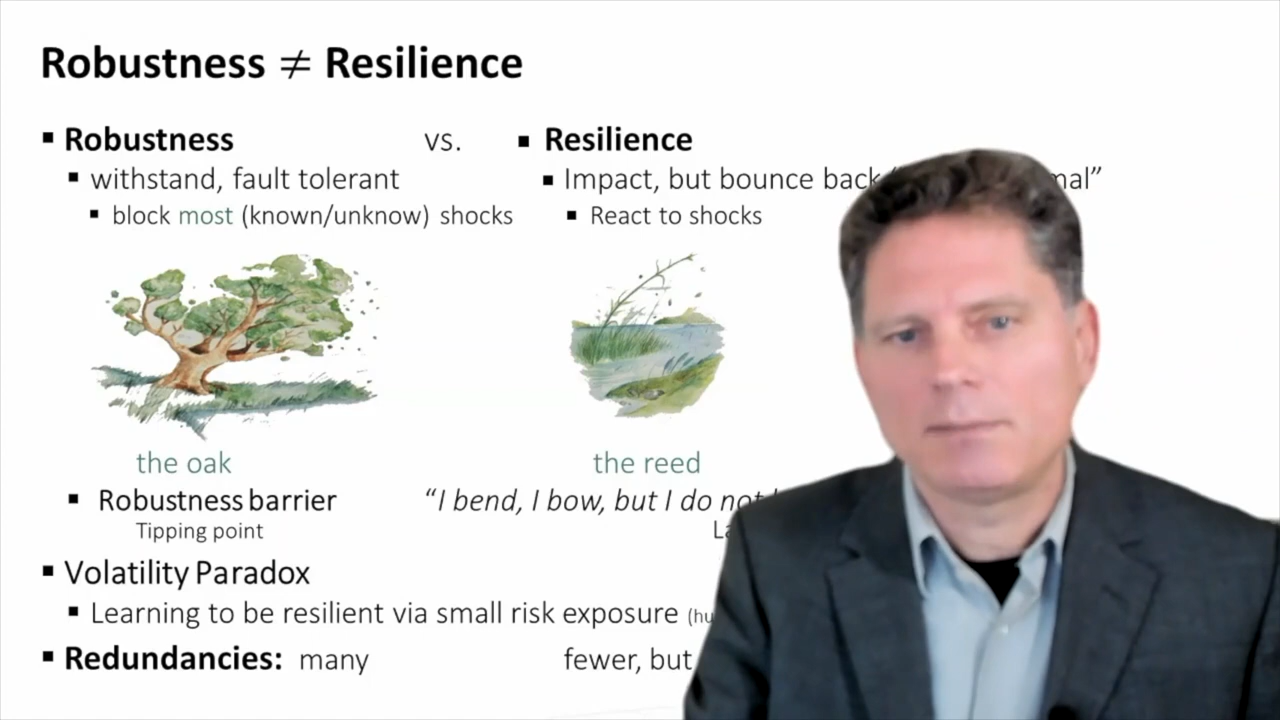 Robustness ≠ Resilience
Robustness vs. Resilience
withstand, fault tolerant
Impact, but bounce back
block most (known/unknow) shocks
React to shocks
the oak
the reed
Robustness barrier
"I bend, I bow, but I do not
Tipping point
Volatility Paradox
Learning to be resilient via small risk exposure
Redundancies: many fewer, but